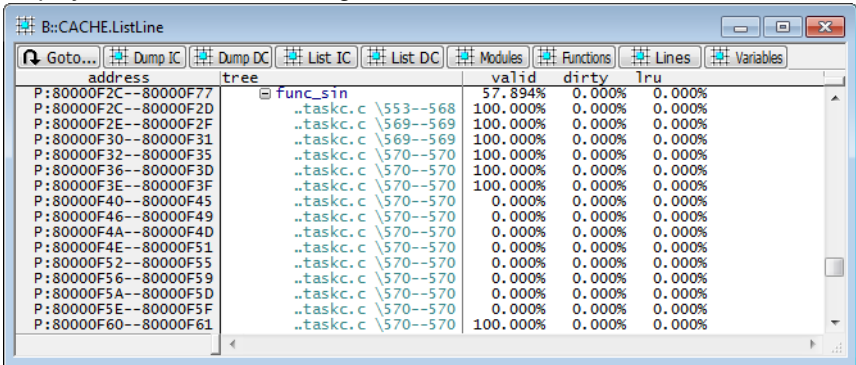 B::CACHE.ListLine
Goto... Dump IC Dump DC List IC List DC Modules Functions Lines Variables
address tree valid dirty lru
P:80000F2C--80000F77 func_sin 57.894% 0.000% 0.000%
P:80000F2C--80000F2D ..taskc.c \553--568 100.000% 0.000% 0.000%
P:80000F2E--80000F2F ..taskc.c \569--569 100.000% 0.000% 0.000%
P:80000F30--80000F31 ..taskc.c \569--569 100.000% 0.000% 0.000%
P:80000F32--80000F35 ..taskc.c \570--570 100.000% 0.000% 0.000%
P:80000F36--80000F3D ..taskc.c \570--570 100.000% 0.000% 0.000%
P:80000F3E--80000F3F ..taskc.c \570--570 100.000% 0.000% 0.000%
P:80000F40--80000F45 ..taskc.c \570--570 0.000% 0.000% 0.000%
P:80000F46--80000F49 ..taskc.c \570--570 0.000% 0.000% 0.000%
P:80000F4A--80000F4D ..taskc.c \570--570 0.000% 0.000% 0.000%
P:80000F4E--80000F51 ..taskc.c \570--570 0.000% 0.000% 0.000%
P:80000F52--80000F55 ..taskc.c \570--570 0.000% 0.000% 0.000%
P:80000F56--80000F59 ..taskc.c \570--570 0.000% 0.000% 0.000%
P:80000F5A--80000F5D ..taskc.c \570--570 0.000% 0.000% 0.000%
P:80000F5E--80000F5F ..taskc.c \570--570 0.000% 0.000% 0.000%
P:80000F60--80000F61 ..taskc.c \570--570 100.000% 0.000% 0.000%